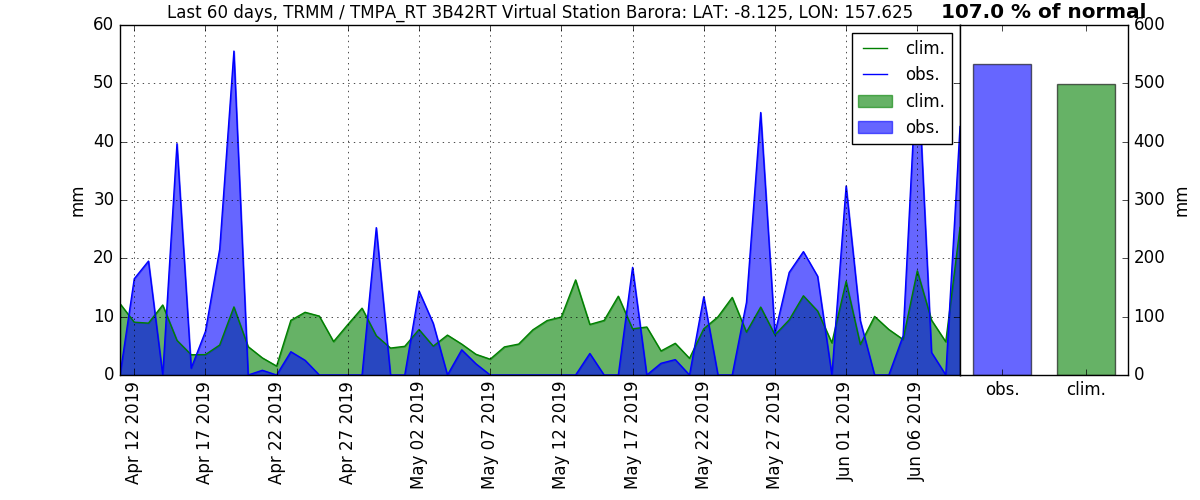 Last 60 days, TRMM / TMPA_RT 3B42RT Virtual Station Barora: LAT: -8.125, LON: 157.625
107.0 % of normal
mm
60
50
40
30
20
10
0
clim.
obs.
clim.
obs.
600
500
400
300
200
100
0
mm
obs.
clim.
Apr 12 2019
Apr 17 2019
Apr 22 2019
Apr 27 2019
May 02 2019
May 07 2019
May 12 2019
May 17 2019
May 22 2019
May 27 2019
Jun 01 2019
Jun 06 2019